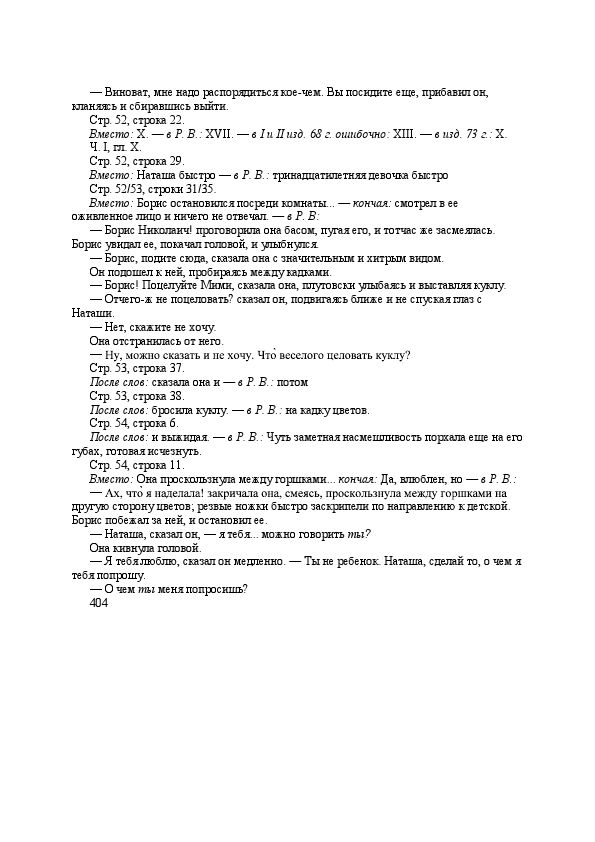 — Виноват, мне надо распорядиться кое-чем. Вы посидите еще, прибавил он,
кланяясь и сбиравшись выйти.
Стр. 52, строка 22.
Вместо: X. — в Р. В.: XVII. — в I и II изд. 68 г. ошибочно: XIII. — в изд. 73 г.: X.
Ч. I, гл. X.
Стр. 52, строка 29.
Вместо: Наташа быстро — в Р. В.: тринадцатилетняя девочка быстро
Стр. 52/53, строки 31/35.
Вместо: Борис остановился посреди комнаты... — кончая: смотрел в ее
оживленное лицо и ничего не отвечал. — в Р. В:
— Борис Николаич! проговорила она басом, пугая его, и тотчас же засмеялась.
Борис увидал ее, покачал головой, и улыбнулся.
— Борис, подите сюда, сказала она с значительным и хитрым видом.
Он подошел к ней, пробираясь между кадками.
— Борис! Поцелуйте Мими, сказала она, плутовски улыбаясь и выставляя куклу.
— Отчего-ж не поцеловать? сказал он, подвигаясь ближе и не спуская глаз с
Наташи.
— Нет, скажите не хочу.
Она отстранилась от него.
— Ну, можно сказать и не хочу. Что̀ веселого целовать куклу?
Стр. 53, строка 37.
После слов: сказала она и — в Р. В.: потом
Стр. 53, строка 38.
После слов: бросила куклу. — в Р. В.: на кадку цветов.
Стр. 54, строка 6.
После слов: и выжидая. — в Р. В.: Чуть заметная насмешливость порхала еще на его
губах, готовая исчезнуть.
Стр. 54, строка 11.
Вместо: Она проскользнула между горшками... кончая: Да, влюблен, но — в Р. В.:
— Ах, что̀ я наделала! закричала она, смеясь, проскользнула между горшками на
другую сторону цветов; резвые ножки быстро заскрипели по направлению к детской.
Борис побежал за ней, и остановил ее.
— Наташа, сказал он, — я тебя... можно говорить ты?
Она кивнула головой.
— Я тебя люблю, сказал он медленно. — Ты не ребенок. Наташа, сделай то, о чем я
тебя попрошу.
— О чем ты меня попросишь?
404